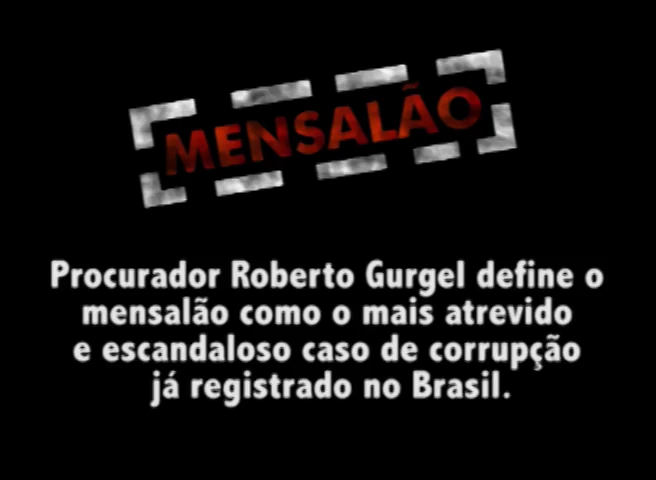 MENSALÃO
Procurador Roberto Gurgel define o
mensalão como o mais atrevido
e escandaloso caso de corrupção
já registrado no Brasil.